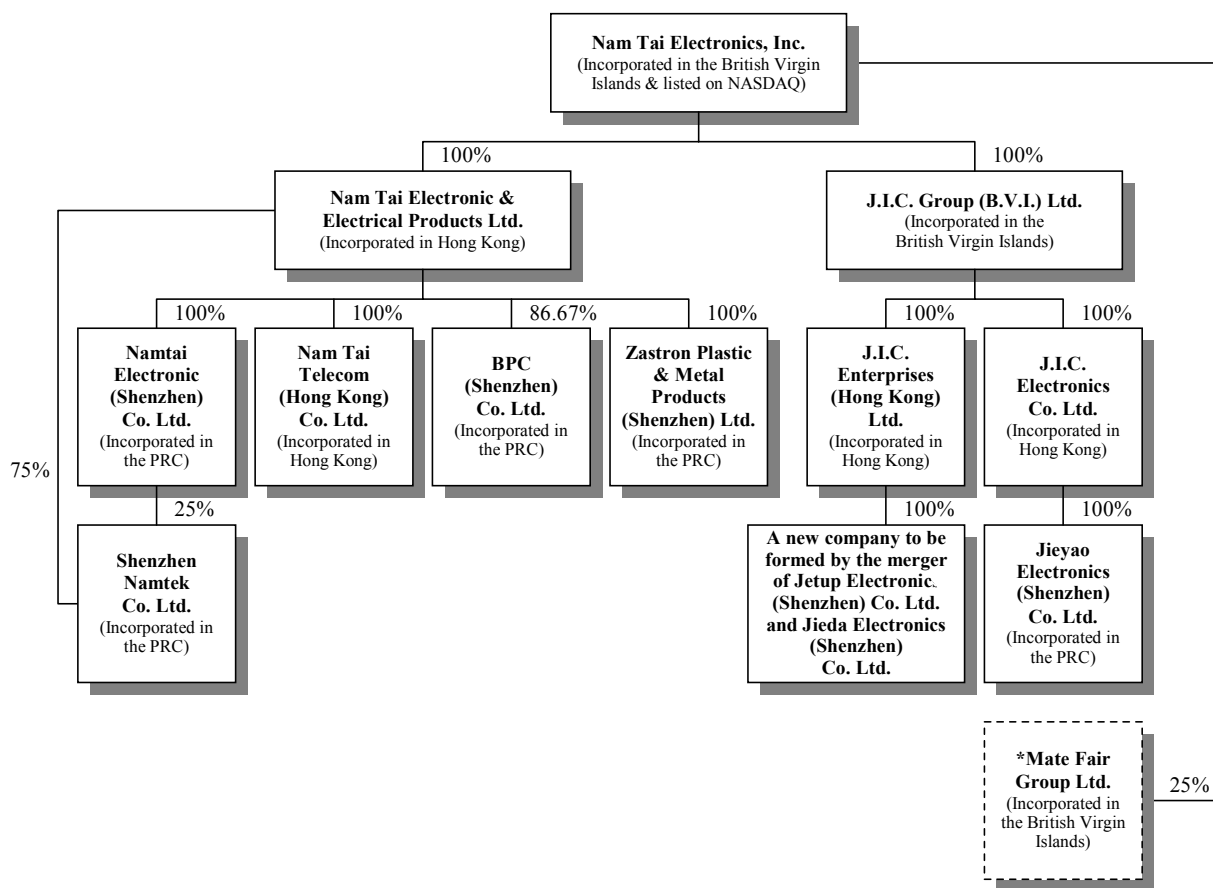 Nam Tai Electronics, Inc.
(Incorporated in the British Virgin
Islands & listed on NASDAQ)
100%
100%
Nam Tai Electronic &
Electrical Products Ltd.
(Incorporated in Hong Kong)
J.I.C. Group (B.V.I.) Ltd.
(Incorporated in the
British Virgin Islands)
100%
100%
86.67%
100%
100%
100%
Namtai
Electronic
(Shenzhen)
Co. Ltd.
(Incorporated in
the PRC)
Nam Tai
Telecom
(Hong Kong)
Co. Ltd.
(Incorporated in
Hong Kong)
BPC
(Shenzhen)
Co. Ltd.
(Incorporated in
the PRC)
Zastron Plastic
& Metal
Products
(Shenzhen) Ltd.
(Incorporated in
the PRC)
J.I.C.
Enterprises
(Hong Kong)
Ltd.
(Incorporated in
Hong Kong)
J.I.C.
Electronics
Co. Ltd.
(Incorporated in
Hong Kong)
75%
25%
100%
100%
Shenzhen
Namtek
Co. Ltd.
(Incorporated in
the PRC)
A new company to be
formed by the merger
of Jetup Electronic
(Shenzhen) Co. Ltd.
and Jieda Electronics
(Shenzhen)
Co. Ltd.
Jieyao
Electronics
(Shenzhen)
Co. Ltd.
(Incorporated in
the PRC)
*Mate Fair
Group Ltd.
(Incorporated in
the British Virgin
Islands)
25%